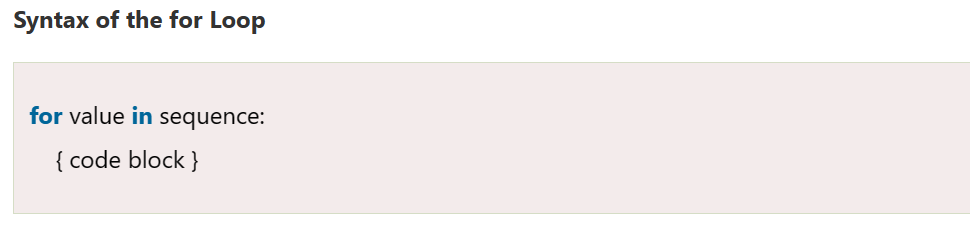 Syntax of the for Loop
for value in sequence:
{ code block }